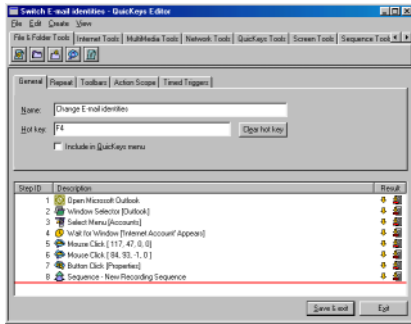 Switch E-mail identities - QuicKeys Editor
File Edit Create View
File & Folder Tools Internet Tools MultiMedia Tools Network Tools QuicKeys Tools Screen Tools Sequence Tool
General Repeat Toolbars Action Scope Timed Triggers
Name: Change E-mail identities
Hot key: F4 Clear hot key
Include in QuicKeys menu
Step ID Description Result
1 Open Microsoft Outlook
2 Window Selector [Outlook]
3 Select Menu [Accounts]
4 Wait for Window ['Internet Account' Appears]
5 Mouse Click [ 117, 47, 0, 0]
6 Mouse Click [ 84, 93, -1, 0 ]
7 Button Click [Properties]
8 Sequence - New Recording Sequence
Save & exit Exit